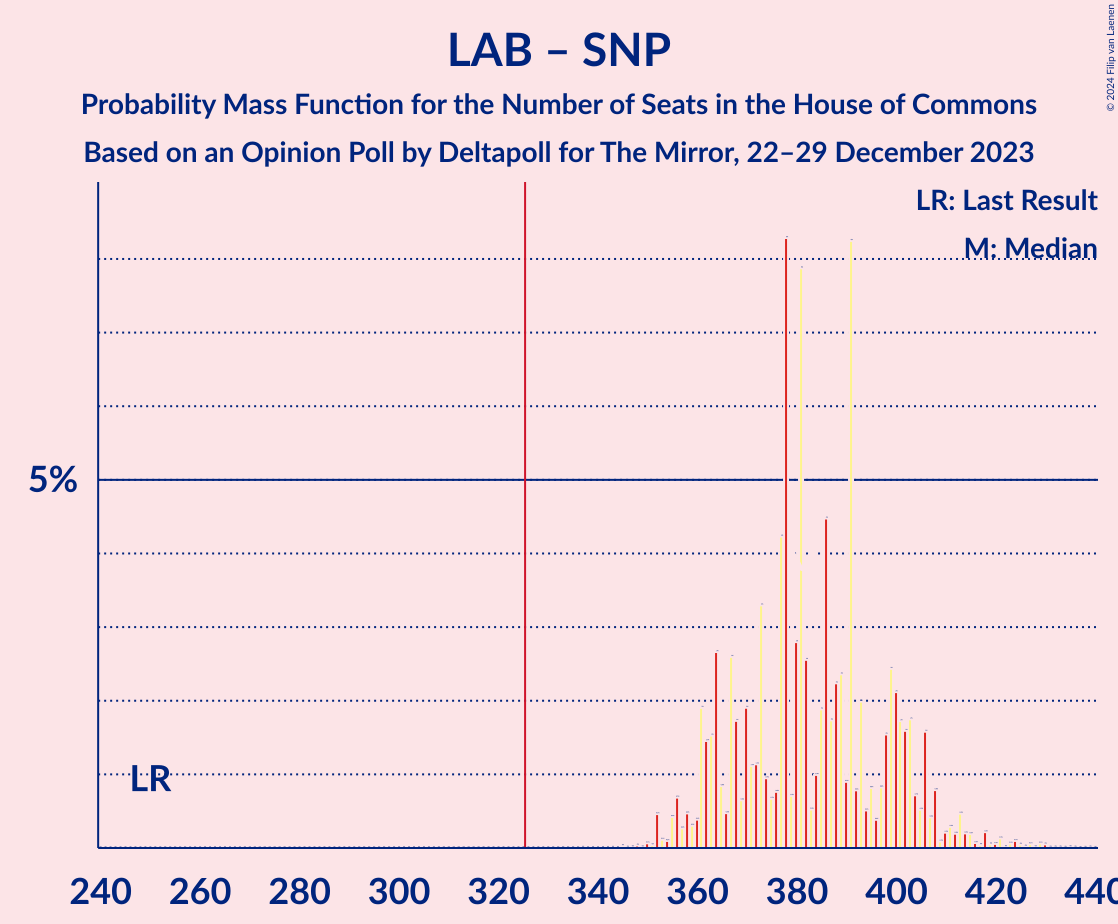 LAB – SNP
Probability Mass Function for the Number of Seats in the House of Commons
Based on an Opinion Poll by Deltapoll for The Mirror, 22–29 December 2023
© 2024 Filip van Laenen
LR: Last Result
M: Median
5%
LR
240 260 280 300 320 340 360 380 400 420 440